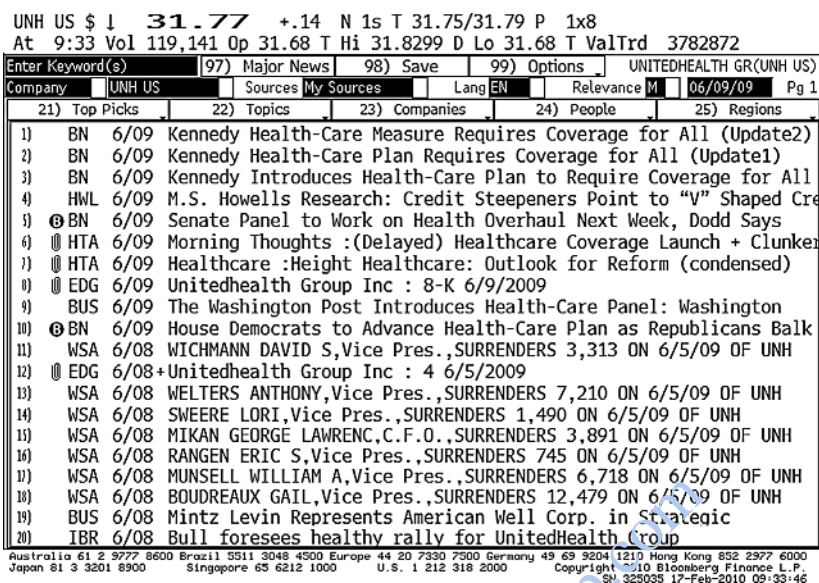 UNH US $ ↓ 31.77 +.14 N 1s T 31.75/31.79 P 1x8
At 9:33 Vol 119,141 Op 31.68 T Hi 31.8299 D Lo 31.68 T ValTrd 3782872
Enter Keyword(s) 97) Major News 98) Save 99) Options UNITEDHEALTH GR(UNH US)
Company UNH US Sources My Sources Lang EN Relevance M 06/09/09 Pg 1
21) Top Picks 22) Topics 23) Companies 24) People 25) Regions
1) BN 6/09 Kennedy Health-Care Measure Requires Coverage for All (Update2)
2) BN 6/09 Kennedy Health-Care Plan Requires Coverage for All (Update1)
3) BN 6/09 Kennedy Introduces Health-Care Plan to Require Coverage for All
4) HWL 6/09 M.S. Howells Research: Credit Steepeners Point to “V” Shaped Cre
5) B BN 6/09 Senate Panel to Work on Health Overhaul Next Week, Dodd Says
6) HTA 6/09 Morning Thoughts :(Delayed) Healthcare Coverage Launch + Clunker
7) HTA 6/09 Healthcare :Height Healthcare: Outlook for Reform (condensed)
8) EDG 6/09 Unitedhealth Group Inc : 8-K 6/9/2009
9) BUS 6/09 The Washington Post Introduces Health-Care Panel: Washington
10) B BN 6/09 House Democrats to Advance Health-Care Plan as Republicans Balk
11) WSA 6/08 WICHMANN DAVID S,Vice Pres.,SURRENDERS 3,313 ON 6/5/09 OF UNH
12) EDG 6/08+Unitedhealth Group Inc : 4 6/5/2009
13) WSA 6/08 WELTERS ANTHONY,Vice Pres.,SURRENDERS 7,210 ON 6/5/09 OF UNH
14) WSA 6/08 SWEERE LORI,Vice Pres.,SURRENDERS 1,490 ON 6/5/09 OF UNH
15) WSA 6/08 MIKAN GEORGE LAWRENC,C.F.O.,SURRENDERS 3,891 ON 6/5/09 OF UNH
16) WSA 6/08 RANGEN ERIC S,Vice Pres.,SURRENDERS 745 ON 6/5/09 OF UNH
17) WSA 6/08 MUNSELL WILLIAM A,Vice Pres.,SURRENDERS 6,718 ON 6/5/09 OF UNH
18) WSA 6/08 BOUDREAUX GAIL,Vice Pres.,SURRENDERS 12,479 ON 6/5/09 OF UNH
19) BUS 6/08 Mintz Levin Represents American Well Corp. in Strategic
20) IBR 6/08 Bull foresees healthy rally for UnitedHealth Group
Australia 61 2 9777 8600 Brazil 5511 3048 4500 Europe 44 20 7330 7500 Germany 49 69 9204 1210 Hong Kong 852 2977 6000
Japan 81 3 3201 8900 Singapore 65 6212 1000 U.S. 1 212 318 2000 Copyright 2010 Bloomberg Finance L.P.
SN 325035 17-Feb-2010 09:33:46